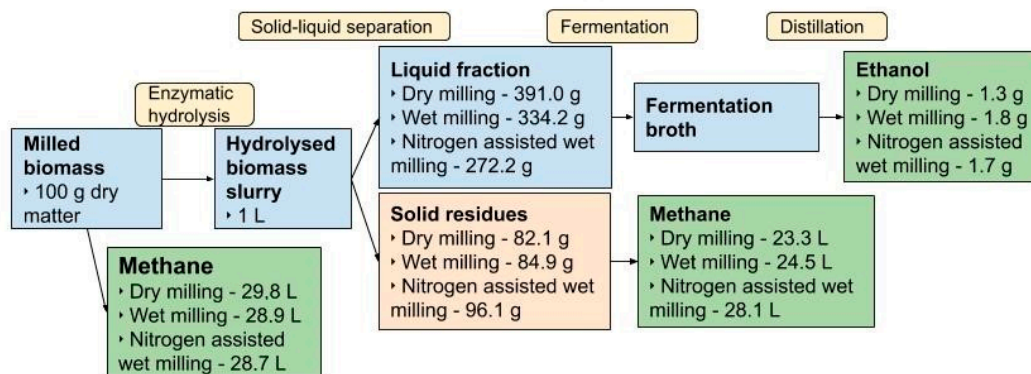 Solid-liquid separation
Fermentation
Distillation
Enzymatic
hydrolysis
Milled
biomass
‣ 100 g dry
matter
Hydrolysed
biomass
slurry
‣ 1 L
Liquid fraction
‣ Dry milling - 391.0 g
‣ Wet milling - 334.2 g
‣ Nitrogen assisted wet
milling - 272.2 g
Fermentation
broth
Ethanol
‣ Dry milling - 1.3 g
‣ Wet milling - 1.8 g
‣ Nitrogen assisted
wet milling - 1.7 g
Solid residues
‣ Dry milling - 82.1 g
‣ Wet milling - 84.9 g
‣ Nitrogen assisted wet
milling - 96.1 g
Methane
‣ Dry milling - 23.3 L
‣ Wet milling - 24.5 L
‣ Nitrogen assisted wet
milling - 28.1 L
Methane
‣ Dry milling - 29,8 L
‣ Wet milling - 28.9 L
‣ Nitrogen assisted
wet milling - 28.7 L